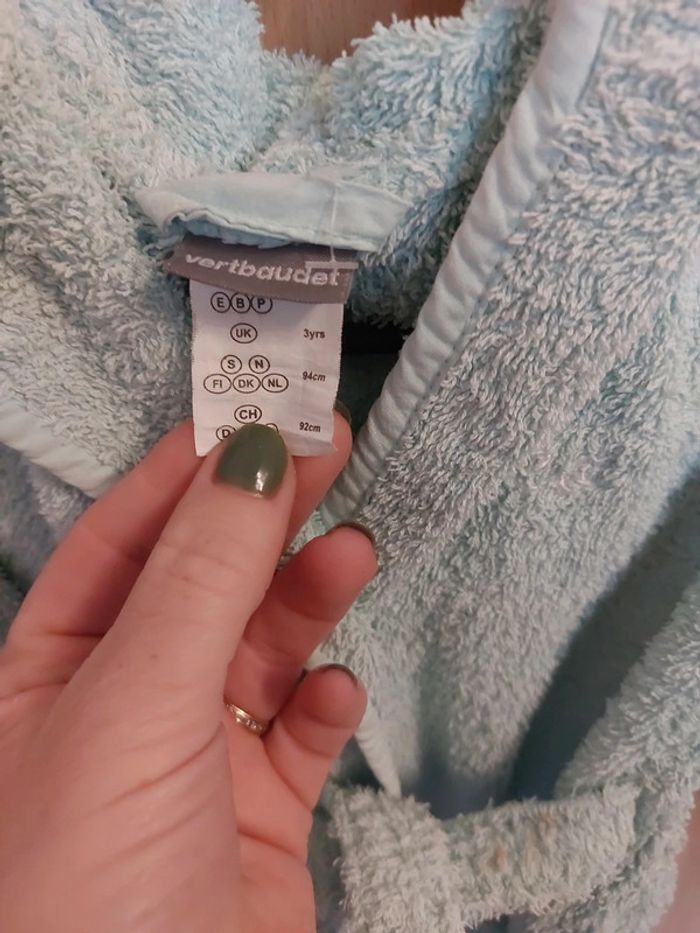 vertbaudet
E B P
UK 3yrs
S N
FI DK NL 94cm
CH
D 92cm